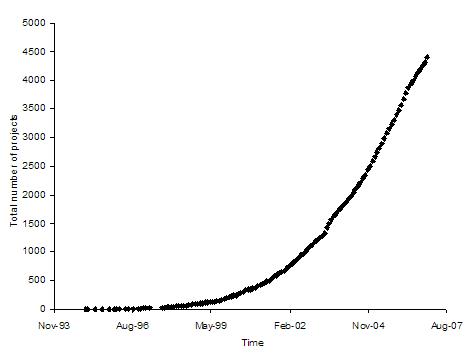 5000
4500
4000
3500
3000
2500
2000
1500
1000
500
0
Total number of projects
Nov-93
Aug-96
May-99
Feb-02
Nov-04
Aug-07
Time